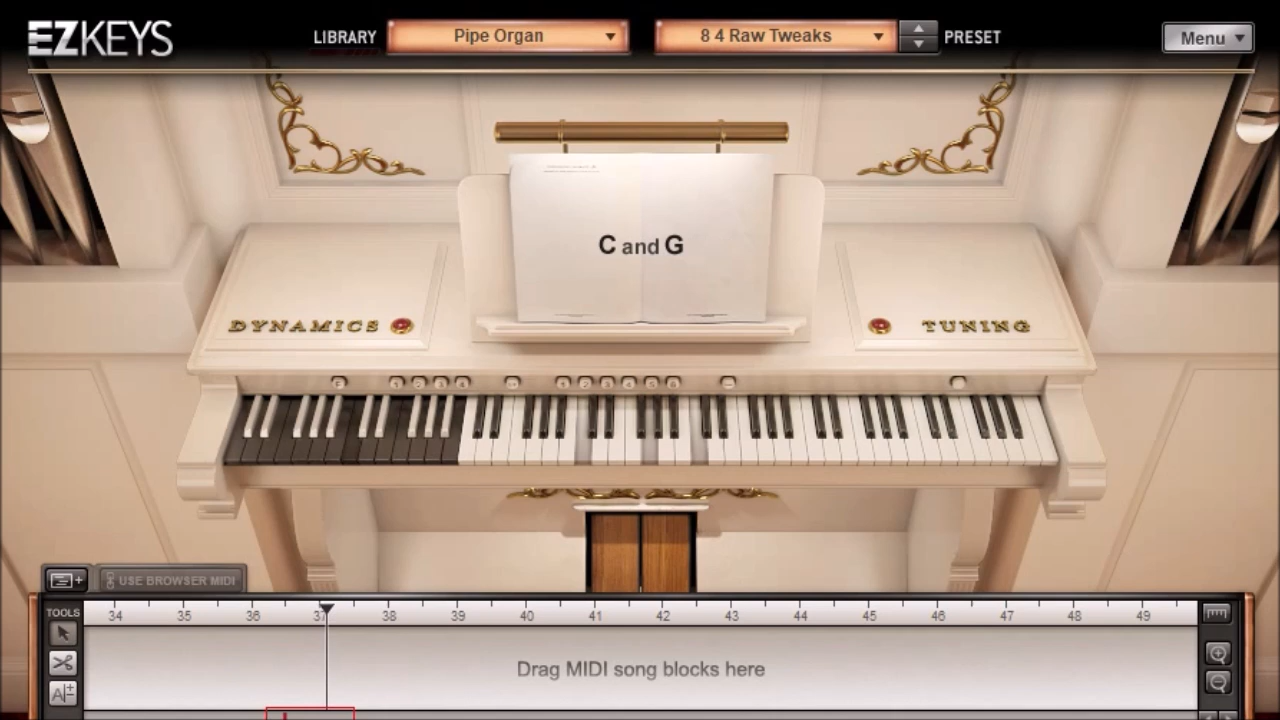 EZKEYS
LIBRARY
Pipe Organ
8 4 Raw Tweaks
PRESET
Menu
C and G
DYNAMICS
TUNING
USE BROWSER MIDI
TOOLS
34 35 36 37 38 39 40 41 42 43 44 45 46 47 48 49
Drag MIDI song blocks here